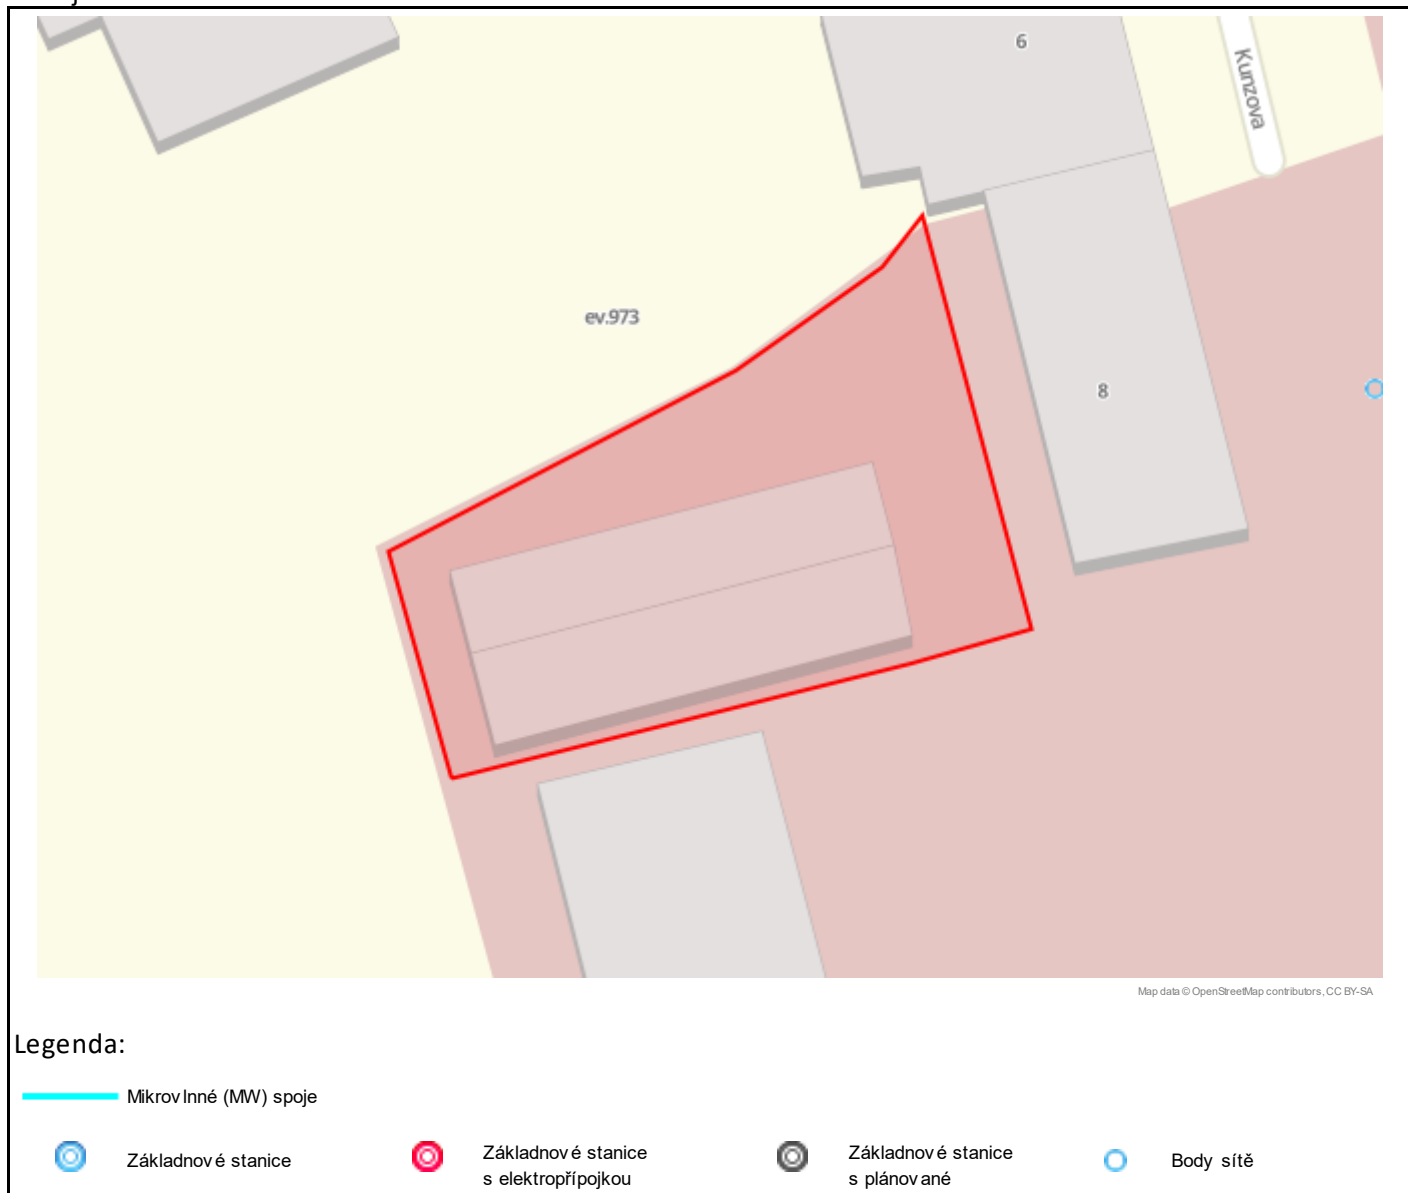 6
Kunzova
ev.973
8
Map data © OpenStreetMap contributors, CC BY-SA
Legenda:
Mikrovlnné (MW) spoje
Základnové stanice
Základnové stanice
s elektropřípojkou
Základnové stanice
s plánované
Body sítě